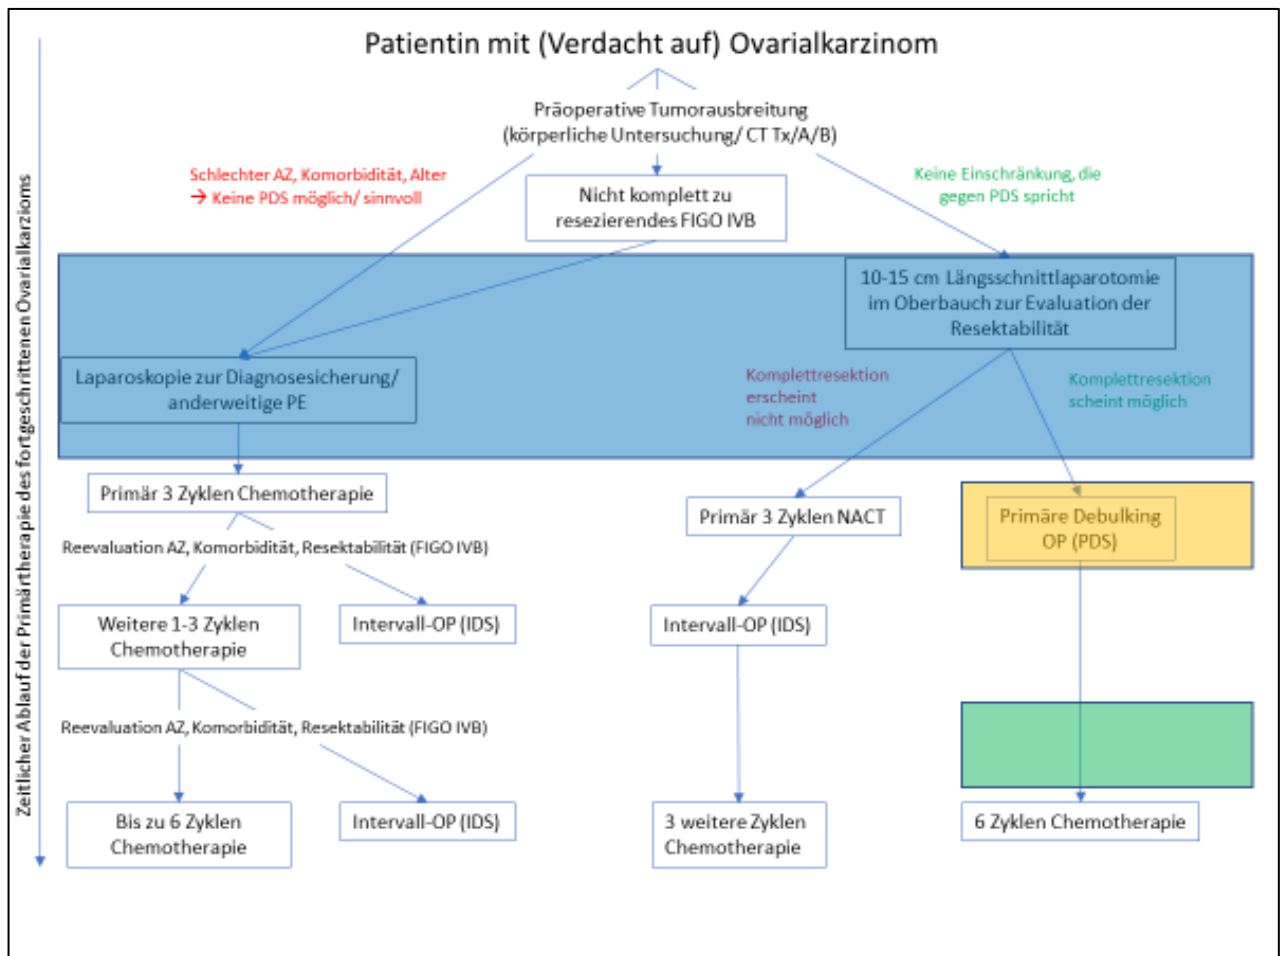 Patientin mit (Verdacht auf) Ovarialkarzinom
Präoperative Tumorausbreitung
(körperliche Untersuchung/ CT Tx/A/B)
Schlechter AZ, Komorbidität, Alter
→ Keine PDS möglich/ sinnvoll
Nicht komplett zu
resezierendes FIGO IVB
Keine Einschränkung, die
gegen PDS spricht
10-15 cm Längsschnittlaparotomie
im Oberbauch zur Evaluation der
Resektabilität
Laparoskopie zur Diagnosesicherung/
anderweitige PE
Komplettresektion
erscheint
nicht möglich
Komplettresektion
scheint möglich
Primär 3 Zyklen Chemotherapie
Primär 3 Zyklen NACT
Primäre Debulking
OP (PDS)
Reevaluation AZ, Komorbidität, Resektabilität (FIGO IVB)
Weitere 1-3 Zyklen
Chemotherapie
Intervall-OP (IDS)
Intervall-OP (IDS)
Reevaluation AZ, Komorbidität, Resektabilität (FIGO IVB)
Bis zu 6 Zyklen
Chemotherapie
Intervall-OP (IDS)
3 weitere Zyklen
Chemotherapie
6 Zyklen Chemotherapie
Zeitlicher Ablauf der Primärtherapie des fortgeschrittenen Ovarialkarzioms